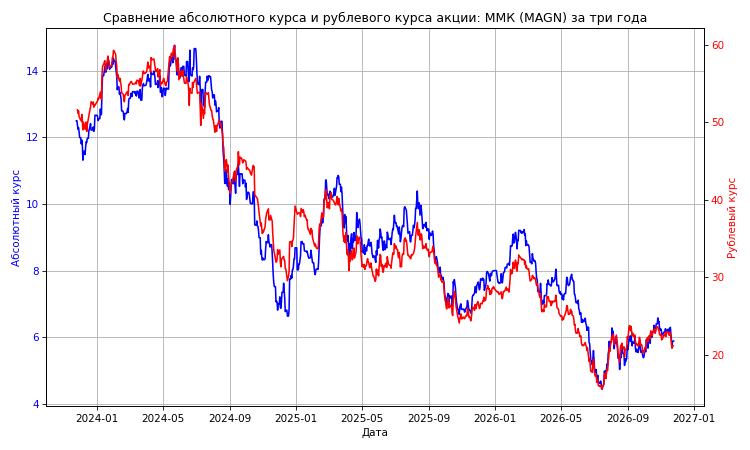 Сравнение абсолютного курса и рублевого курса акции: ММК (MAGN) за три года
14
12
10
8
6
4
Абсолютный курс
60
50
40
30
20
Рублевый курс
2024-01 2024-05 2024-09 2025-01 2025-05 2025-09 2026-01 2026-05 2026-09 2027-01
Дата